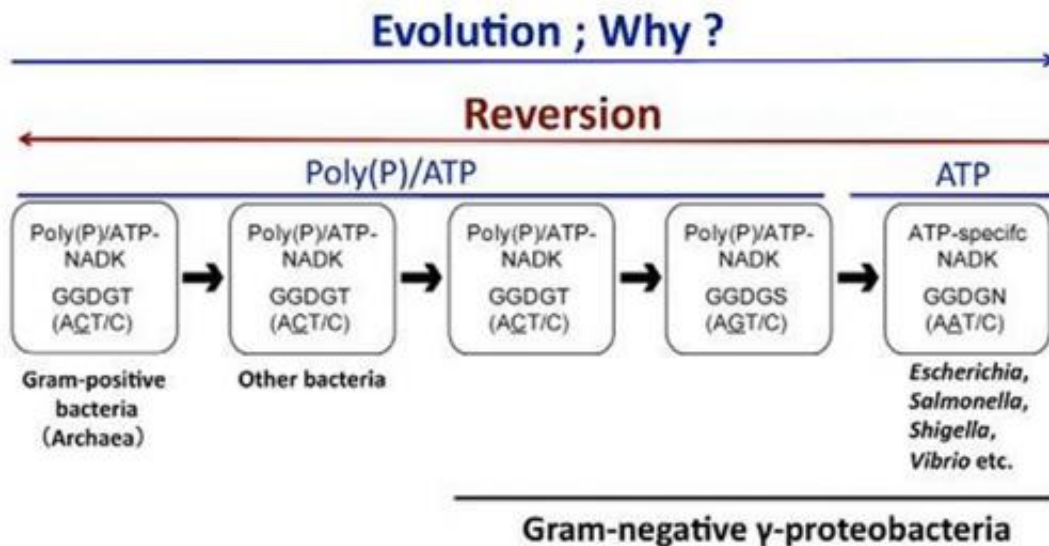 Evolution ; Why ?
Reversion
Poly(P)/ATP
ATP
Poly(P)/ATP-
NADK
GGDGT
(ACT/C)
Poly(P)/ATP-
NADK
GGDGT
(ACT/C)
Poly(P)/ATP-
NADK
GGDGT
(ACT/C)
Poly(P)/ATP-
NADK
GGDGS
(AGT/C)
ATP-specifc
NADK
GGDGN
(AAT/C)
Gram-positive
bacteria
(Archaea)
Other bacteria
Escherichia,
Salmonella,
Shigella,
Vibrio etc.
Gram-negative γ-proteobacteria